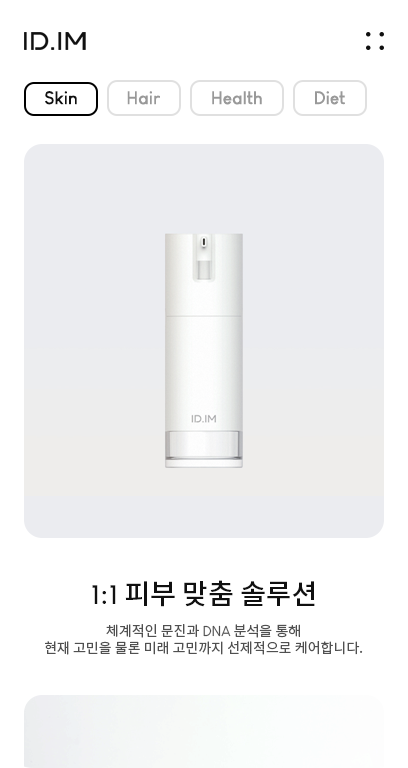 ID.IM
Skin
Hair
Health
Diet
ID.IM
1:1 피부 맞춤 솔루션
체계적인 문진과 DNA 분석을 통해
현재 고민을 물론 미래 고민까지 선제적으로 케어합니다.